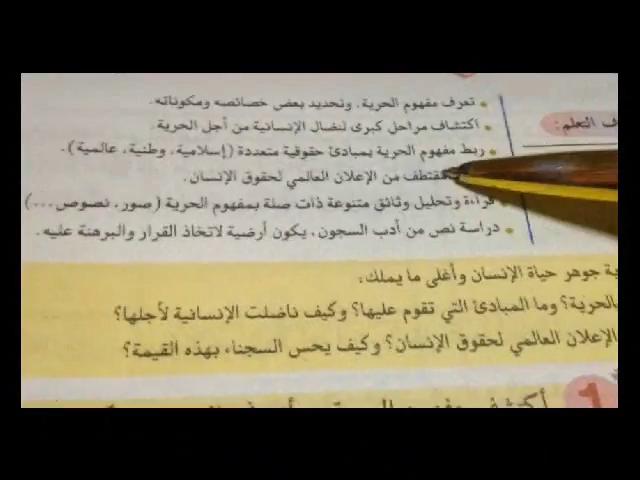 ف التعلم:
تعرف مفهوم الحرية، وتحديد بعض خصائصه ومكوناته.
اكتشاف مراحل كبرى لنضال الإنسانية من أجل الحرية.
ربط مفهوم الحرية بمبادئ حقوقية متعددة (إسلامية، وطنية، عالمية).
مقتطف من الإعلان العالمي لحقوق الإنسان.
قراءة وتحليل وثائق متنوعة ذات صلة بمفهوم الحرية (صور، نصوص...)
دراسة نص من أدب السجون، يكون أرضية لاتخاذ القرار والبرهنة عليه.
ية جوهر حياة الإنسان وأغلى ما يملك،
بالحرية؟ وما المبادئ التي تقوم عليها؟ وكيف ناضلت الإنسانية لأجلها؟
الإعلان العالمي لحقوق الإنسان؟ وكيف يحس السجناء بهذه القيمة؟
1 أكتشف